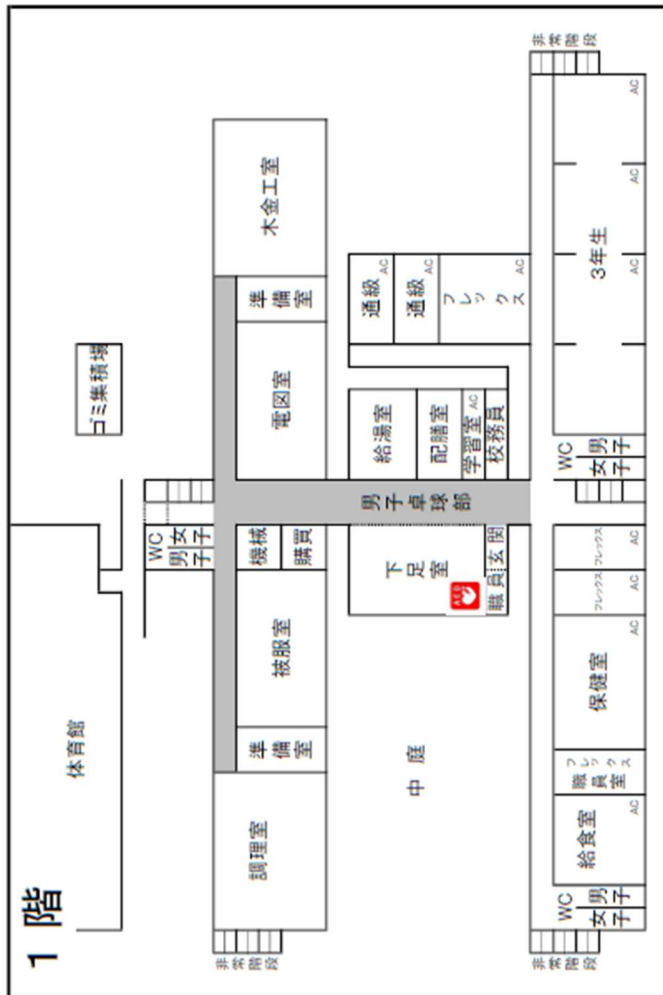 1 階
体育館
ゴミ集積場
WC
男子
女子
非常階段
調理室
準備室
被服室
機械
購買
電図室
準備室
木金工室
中庭
下足室
AED
職員玄関
男子卓球部
給湯室
配膳室
学習室
AC
校務員
通級
AC
通級
AC
フレックス
AC
非常階段
WC
女子
男子
給食室
AC
フレックス
職員室
保健室
AC
フレックス
AC
フレックス
AC
WC
女子
男子
3年生
AC
AC
AC
非常階段